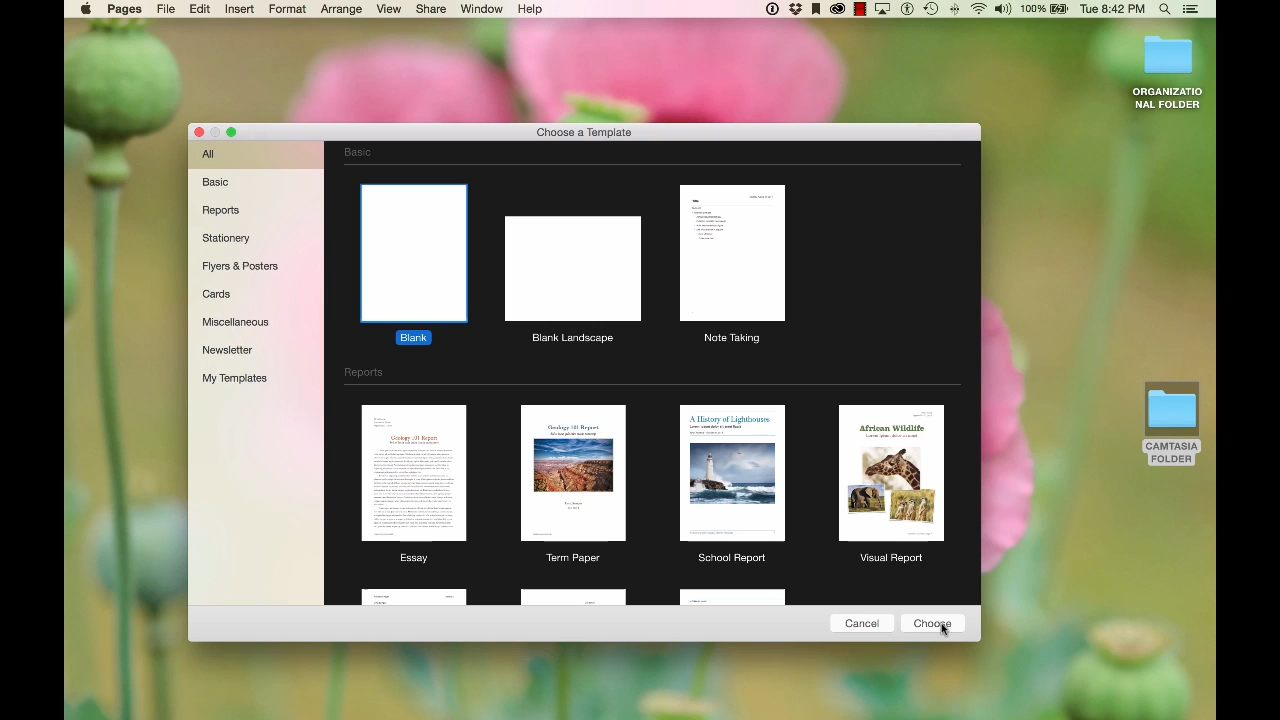 Pages File Edit Insert Format Arrange View Share Window Help 100% Tue 8:42 PM
ORGANIZATIO
NAL FOLDER
Choose a Template
All
Basic
Reports
Stationery
Flyers & Posters
Cards
Miscellaneous
Newsletter
My Templates
Basic
Blank
Blank Landscape
Note Taking
Reports
Geology 101 Report
Geology 101 Report
A History of Lighthouses
African Wildlife
Essay
Term Paper
School Report
Visual Report
CAMTASIA
FOLDER
Cancel
Choose